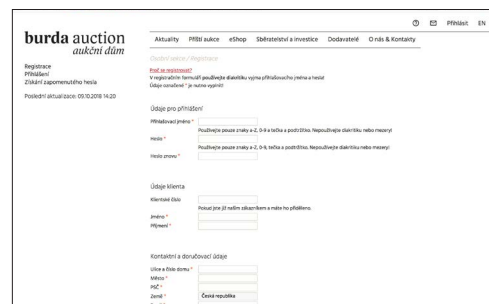 Přihlásit EN
burda auction
aukční dům
Aktuality Příští aukce eShop Sběratelství a investice Dodavatelé O nás & Kontakty
Osobní sekce / Registrace
Registrace
Přihlášení
Získání zapomenutého hesla
Poslední aktualizace: 09.10.2018 14:20
Proč se registrovat?
V registračním formuláři používejte diakritiku vyjma přihlašovacího jména a hesla!
Údaje označené * je nutno vyplnit!
Údaje pro přihlášení
Přihlašovací jméno *
Používejte pouze znaky a-Z, 0-9 a tečka a podtržítko. Nepoužívejte diakritiku nebo mezery!
Heslo *
Používejte pouze znaky a-Z, 0-9, tečka a podtržítko. Nepoužívejte diakritiku nebo mezery!
Heslo znovu *
Údaje klienta
Klientské číslo
Pokud jste již naším zákazníkem a máte ho přiděleno.
Jméno *
Příjmení *
Kontaktní a doručovací údaje
Ulice a číslo domu *
Město *
PSČ *
Země * Česká republika